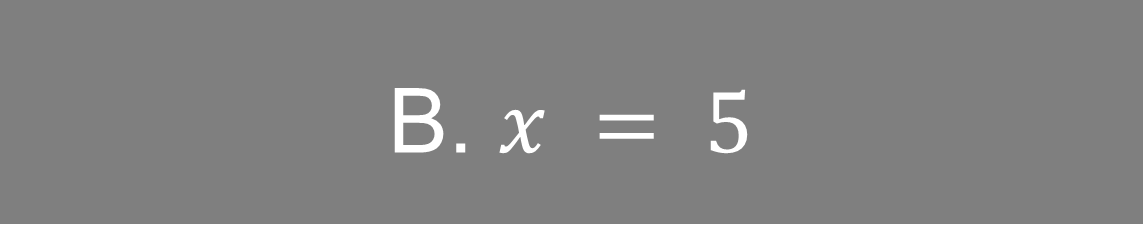 B. x = 5